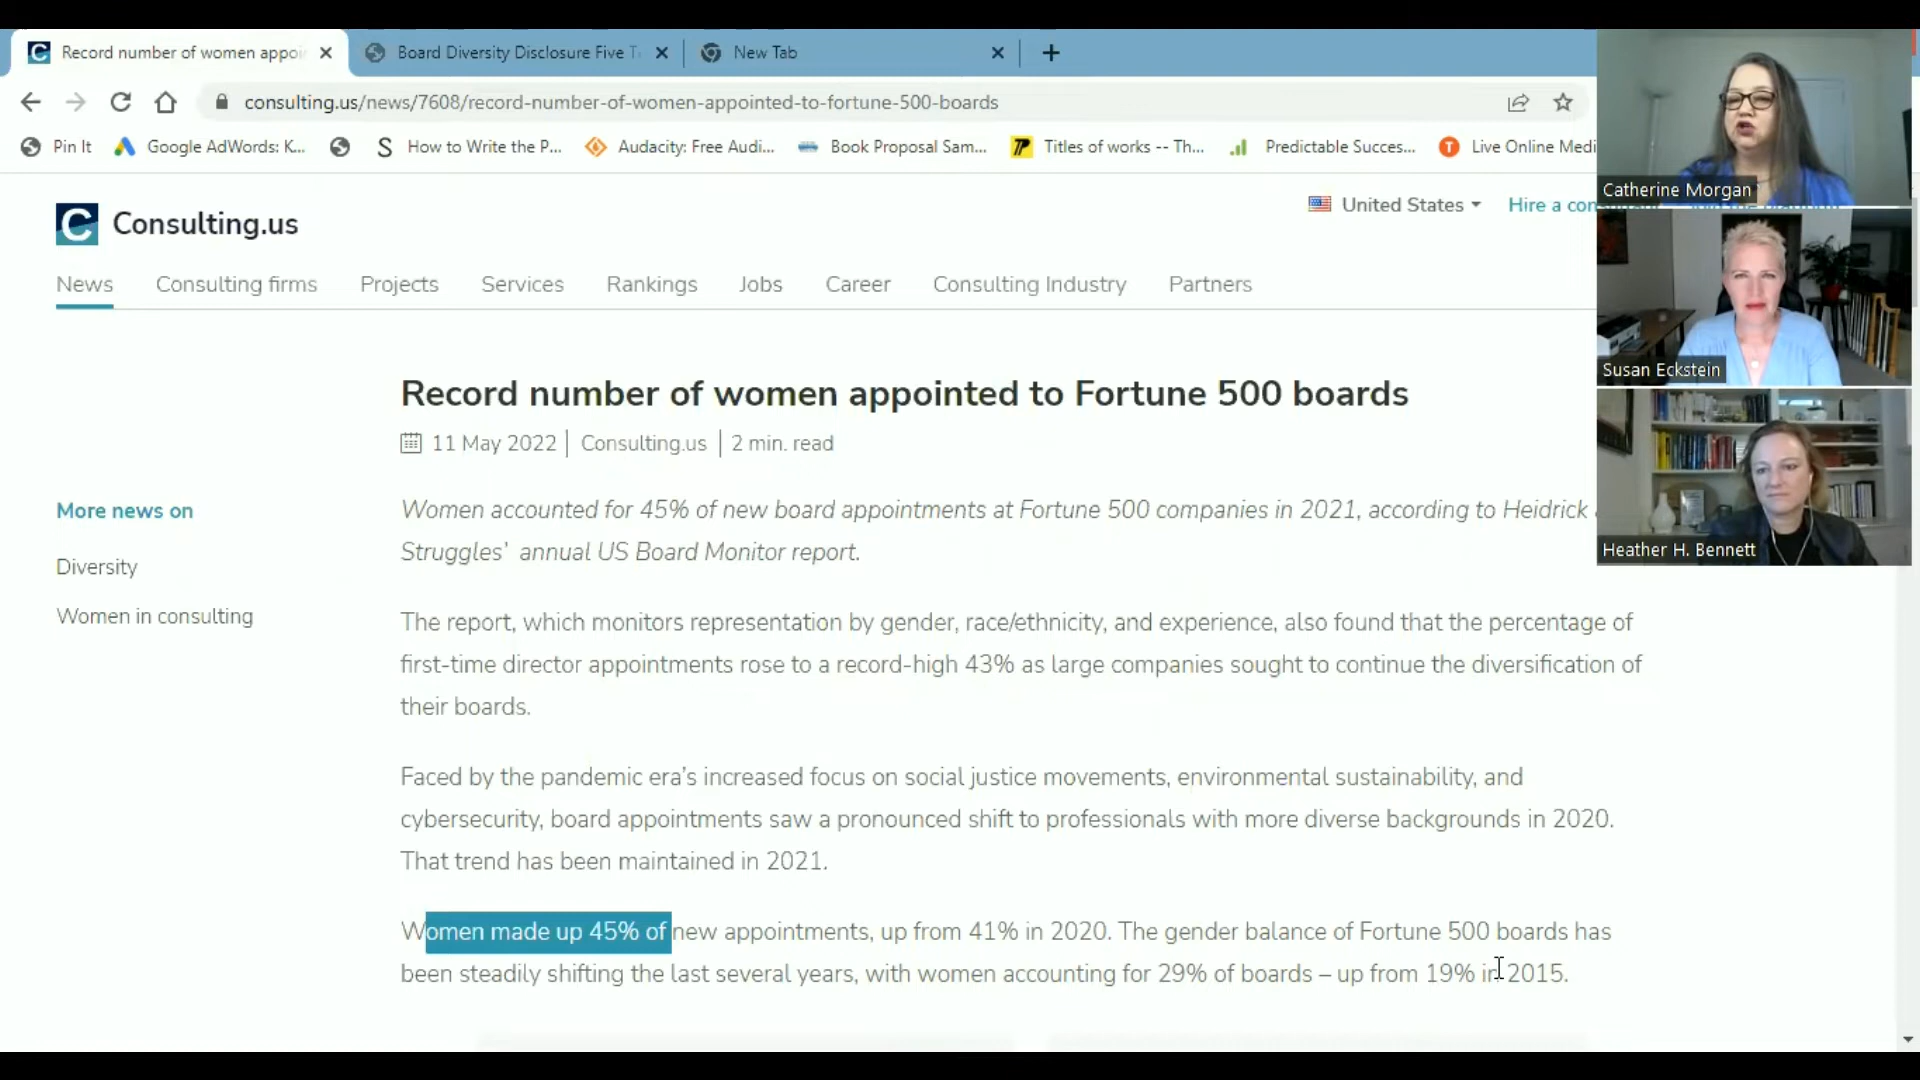 Record number of women appoi
Board Diversity Disclosure Five T
New Tab
consulting.us/news/7608/record-number-of-women-appointed-to-fortune-500-boards
Pin It
Google AdWords: K...
How to Write the P...
Audacity: Free Audi...
Book Proposal Sam...
Titles of works -- Th...
Predictable Succes...
Live Online Medi
Catherine Morgan
C Consulting.us
United States
Hire a con
News
Consulting firms
Projects
Services
Rankings
Jobs
Career
Consulting Industry
Partners
Susan Eckstein
Heather H. Bennett
Record number of women appointed to Fortune 500 boards
11 May 2022 | Consulting.us | 2 min. read
More news on
Diversity
Women in consulting
Women accounted for 45% of new board appointments at Fortune 500 companies in 2021, according to Heidrick
Struggles' annual US Board Monitor report.
The report, which monitors representation by gender, race/ethnicity, and experience, also found that the percentage of
first-time director appointments rose to a record-high 43% as large companies sought to continue the diversification of
their boards.
Faced by the pandemic era's increased focus on social justice movements, environmental sustainability, and
cybersecurity, board appointments saw a pronounced shift to professionals with more diverse backgrounds in 2020.
That trend has been maintained in 2021.
Women made up 45% of new appointments, up from 41% in 2020. The gender balance of Fortune 500 boards has
been steadily shifting the last several years, with women accounting for 29% of boards – up from 19% in 2015.